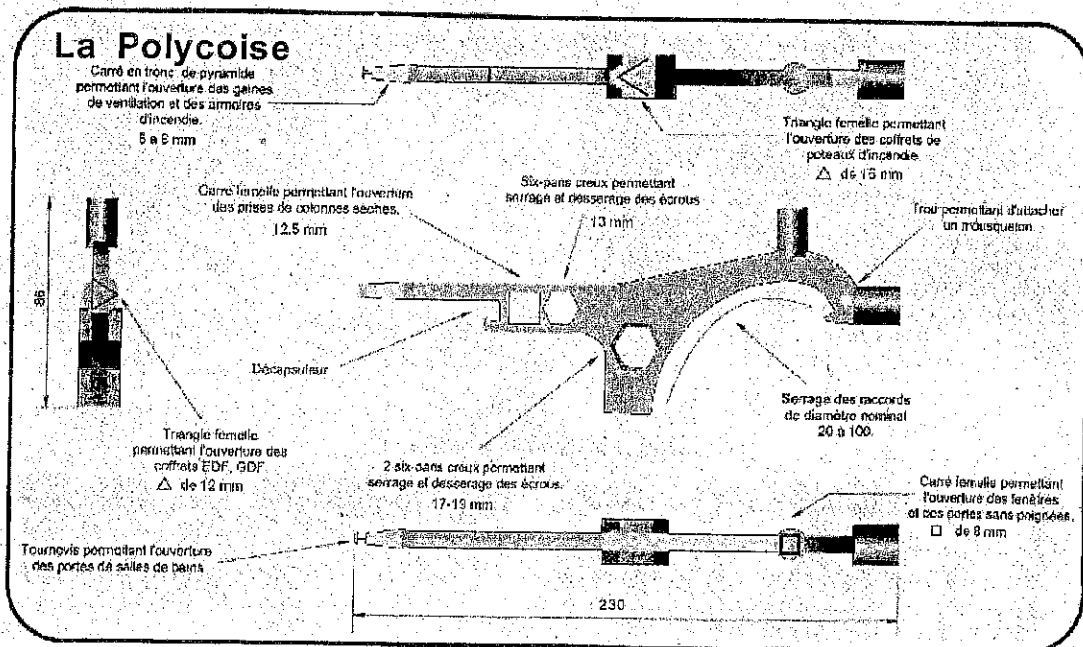 La Polycoise
Carré en tronc de pyramide
permettant l'ouverture des gaines
de ventilation et des armoires
d'incendie.
6 à 8 mm
Triangle femelle permettant
l'ouverture des coffrets de
poteaux d'incendie.
△ de 15 mm
Carré femelle permettant l'ouverture
des prises de colonnes sèches.
12,5 mm
Six-pans creux permettant
serrage et desserage des écrous
13 mm
Trou permettant d'attacher
un mousqueton.
86
Décapsuleur
Serrage des raccords
de diamètre nominal
20 à 100.
Triangle femelle
permettant l'ouverture des
coffrets EDF, GDF.
△ de 12 mm
2 six-pans creux permettant
serrage et desserage des écrous.
17-19 mm
Carré femelle permettant
l'ouverture des fenêtres
et des portes sans poignées.
□ de 8 mm
Tournevis permettant l'ouverture
des portes de salles de bains
230